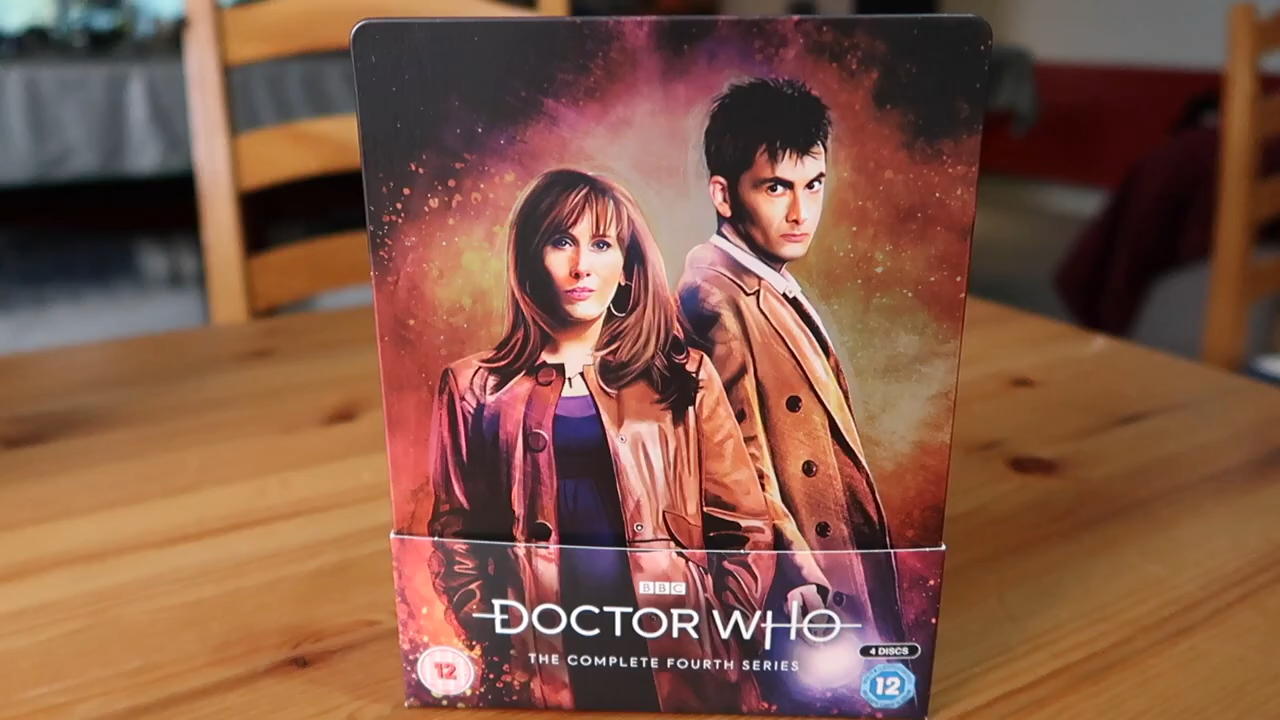 BBC
DOCTOR WHO
THE COMPLETE FOURTH SERIES
4 DISCS
12
12